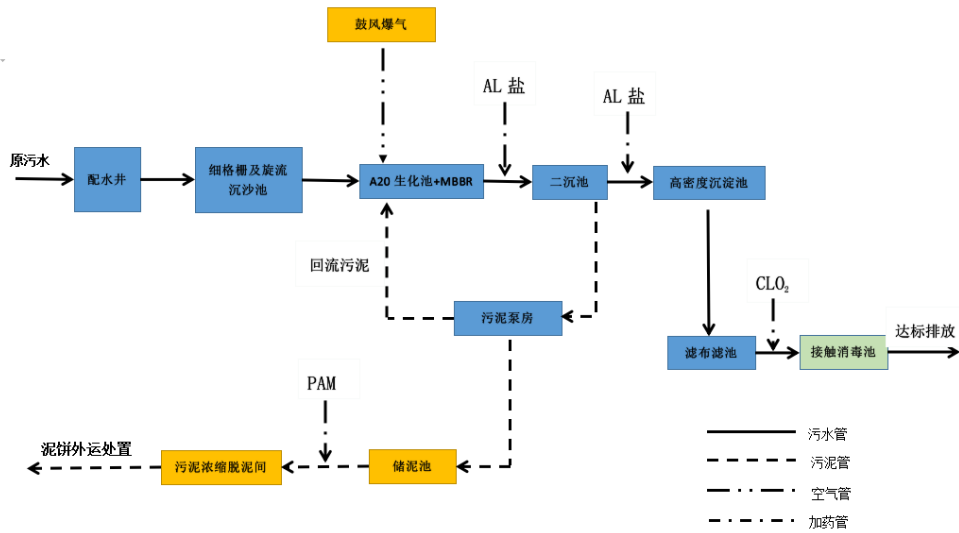 鼓风爆气
AL 盐
AL 盐
原污水
配水井
细格栅及旋流
沉沙池
A20 生化池+MBBR
二沉池
高密度沉淀池
回流污泥
污泥泵房
CLO₂
滤布滤池
接触消毒池
达标排放
PAM
泥饼外运处置
污泥浓缩脱泥间
储泥池
污水管
污泥管
空气管
加药管